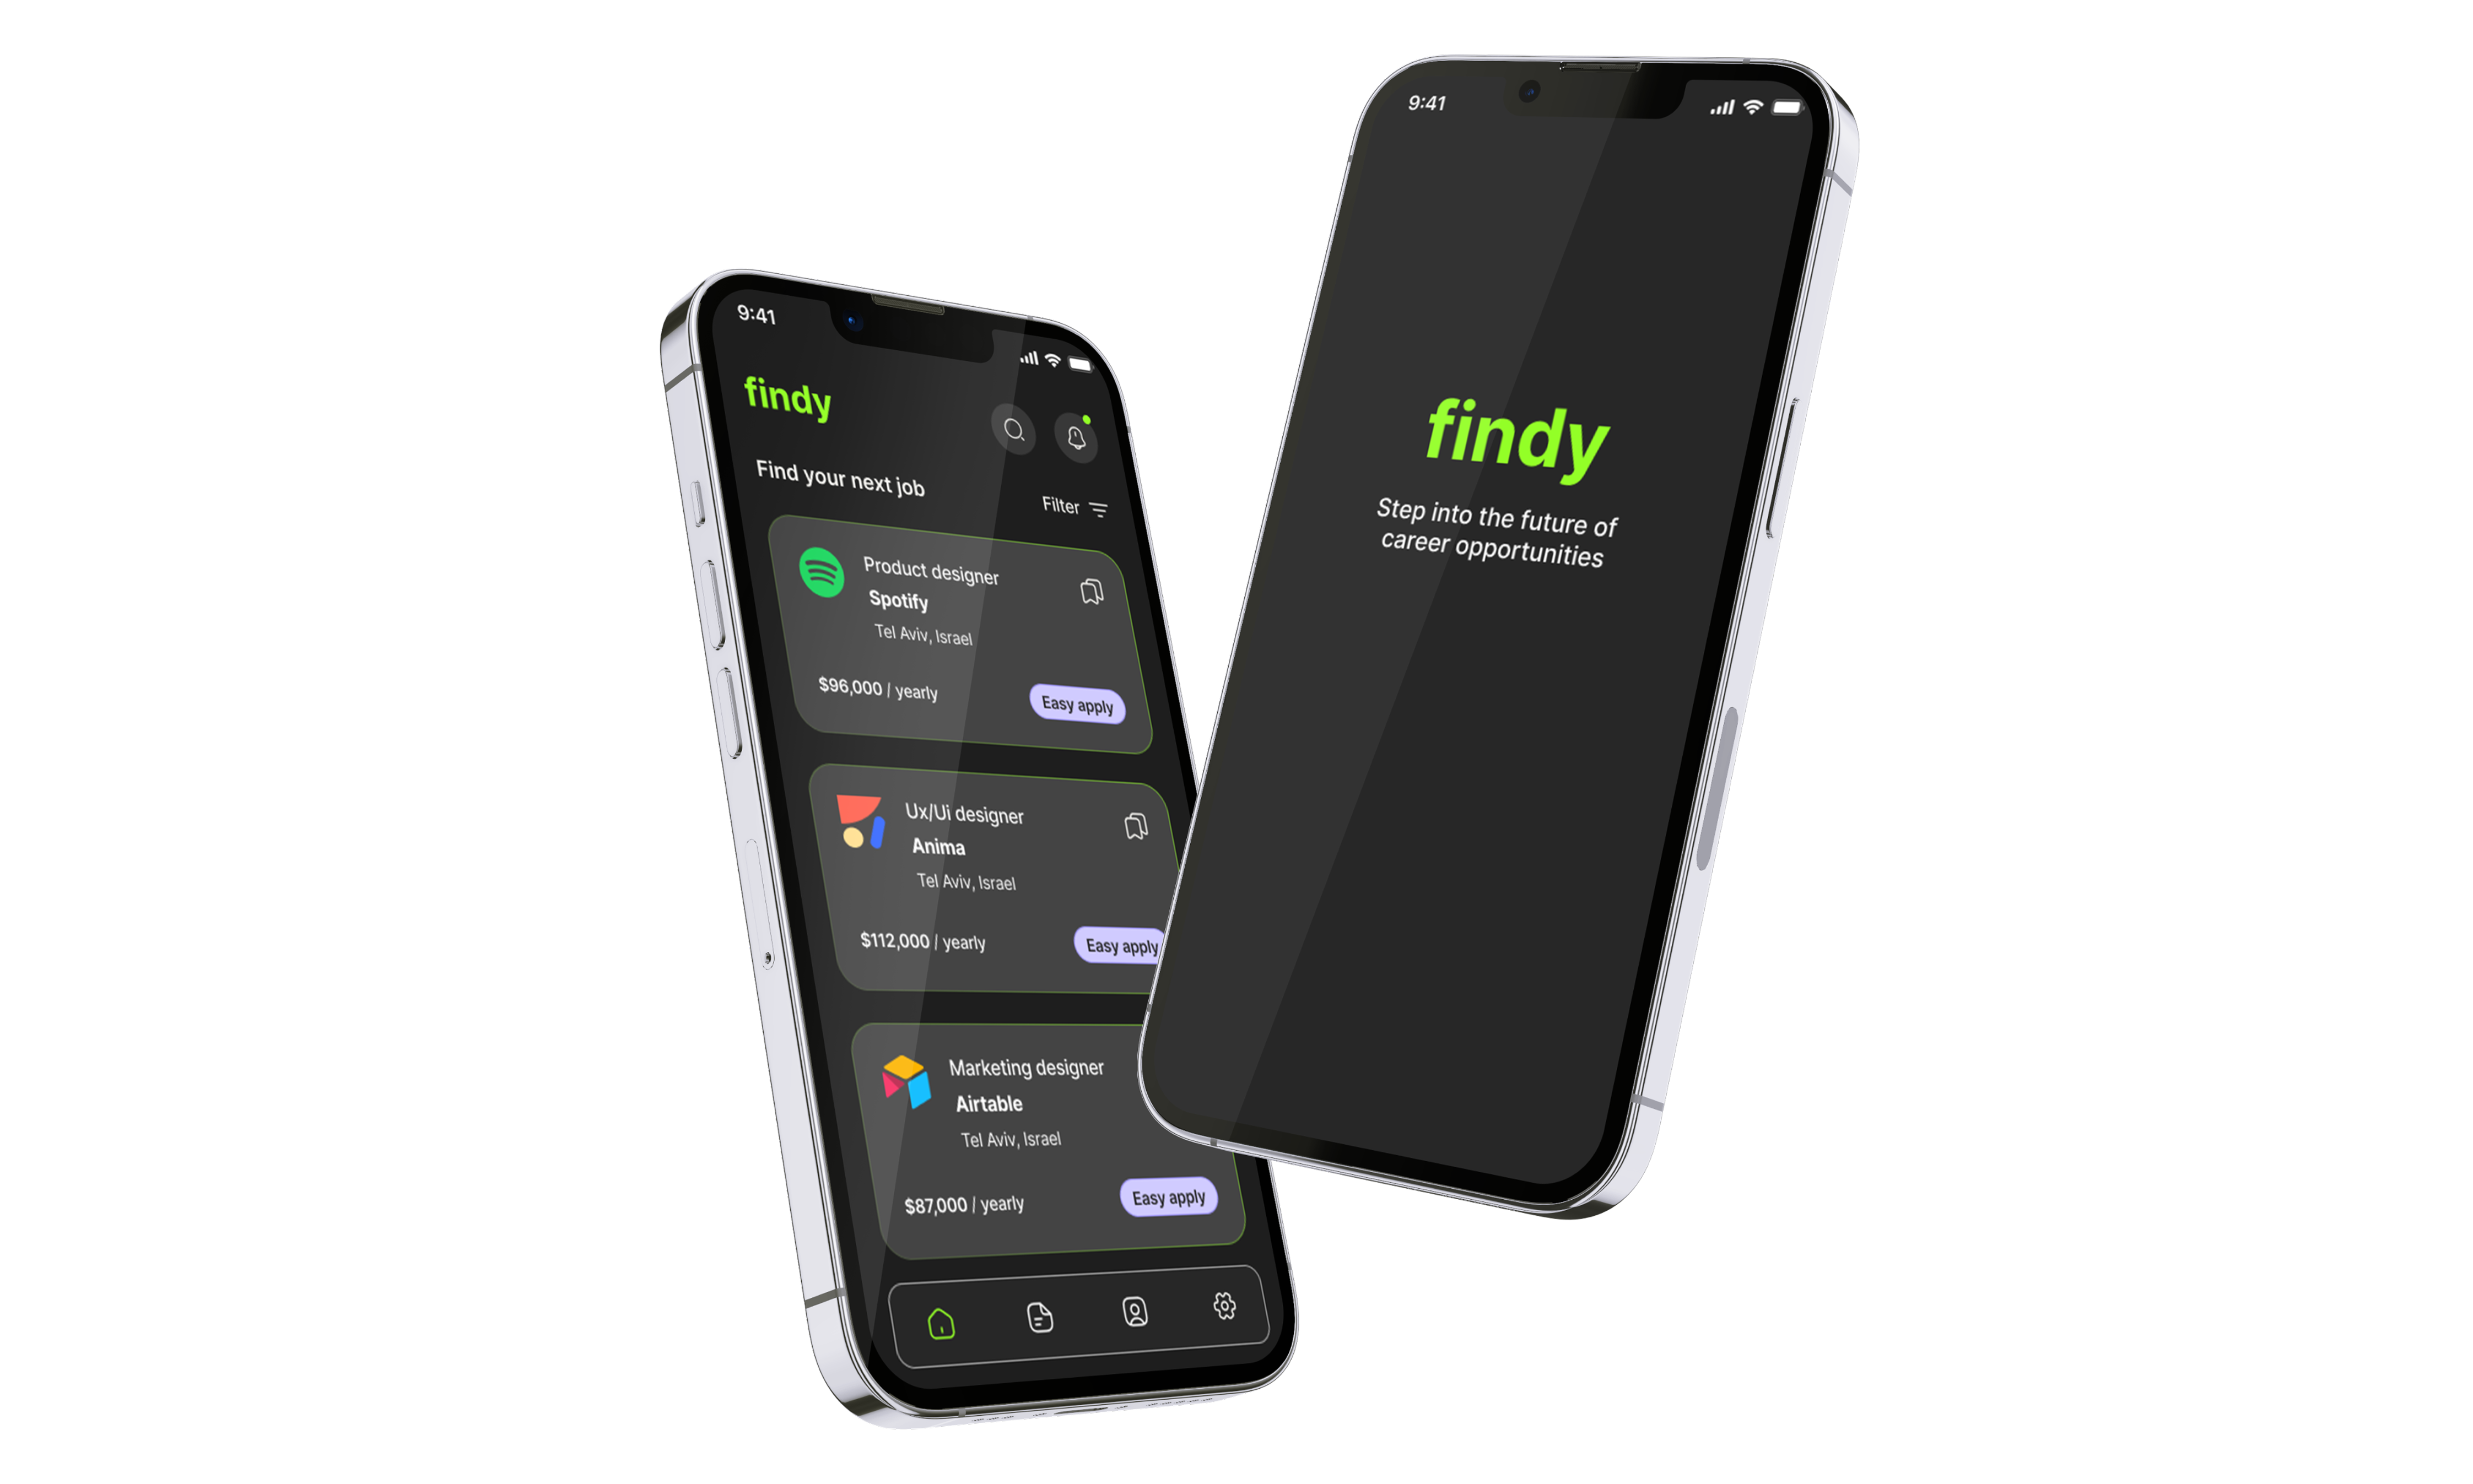 9:41
findy
Find your next job
Filter
Product designer
Spotify
Tel Aviv, Israel
$96,000 / yearly
Easy apply
Ux/Ui designer
Anima
Tel Aviv, Israel
$112,000 / yearly
Easy apply
Marketing designer
Airtable
Tel Aviv, Israel
$87,000 / yearly
Easy apply
9:41
findy
Step into the future of
career opportunities